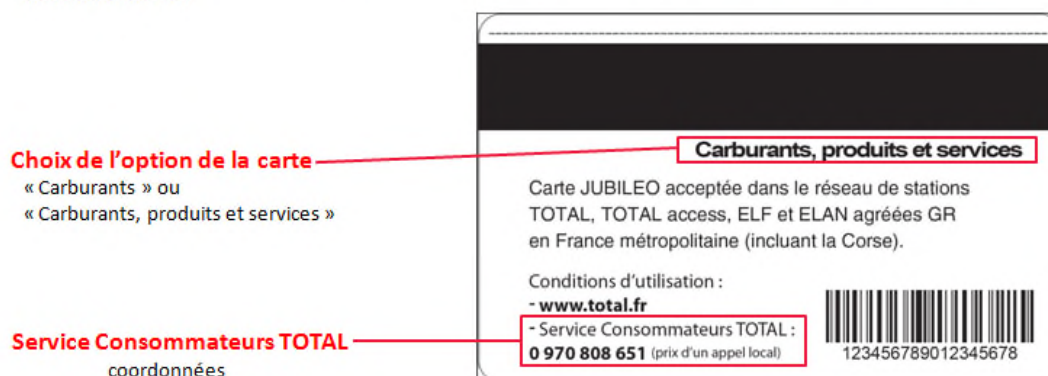 Choix de l'option de la carte
« Carburants » ou
« Carburants, produits et services »
Service Consommateurs TOTAL
coordonnées
Carburants, produits et services
Carte JUBILEO acceptée dans le réseau de stations
TOTAL, TOTAL access, ELF et ELAN agréées GR
en France métropolitaine (incluant la Corse).
Conditions d'utilisation :
- www.total.fr
- Service Consommateurs TOTAL :
0 970 808 651 (prix d'un appel local)
123456789012345678